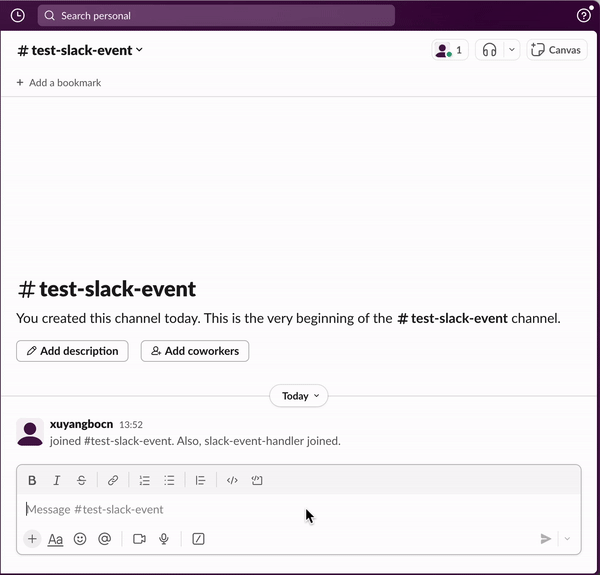 Search personal
# test-slack-event
1
Canvas
+ Add a bookmark
# test-slack-event
You created this channel today. This is the very beginning of the # test-slack-event channel.
Add description
Add coworkers
Today
xuyangbocn 13:52
joined #test-slack-event. Also, slack-event-handler joined.
B I S
Message #test-slack-event
+ Aa @